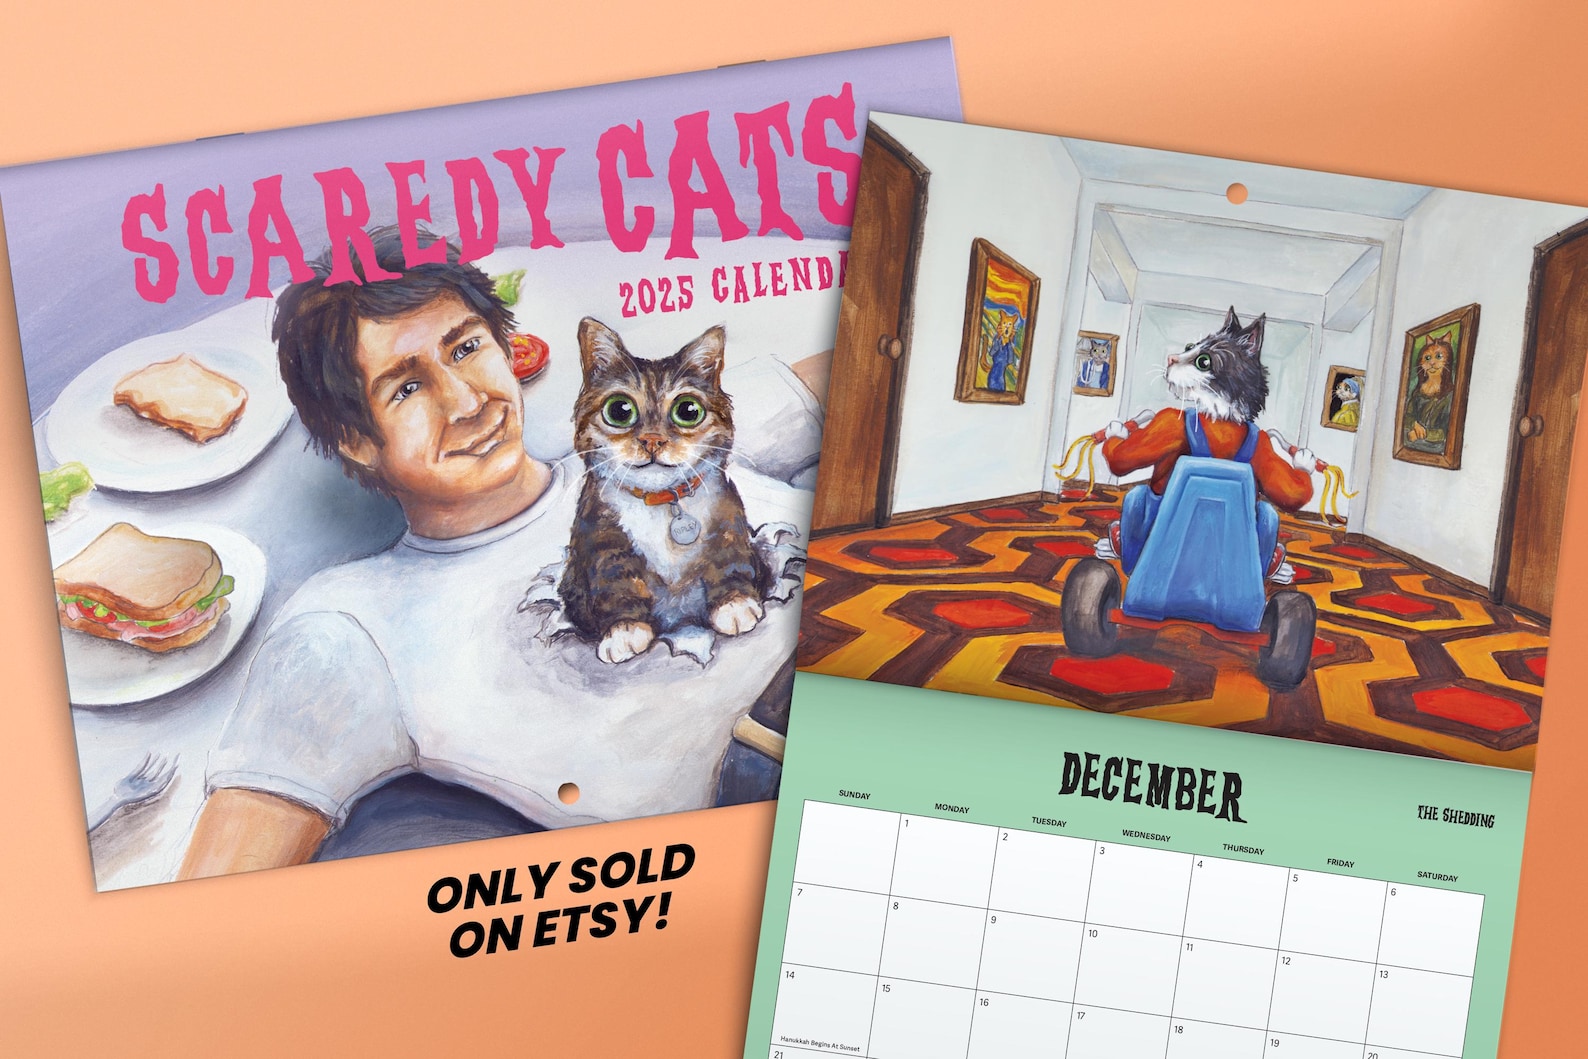 SCAREDY CATS
2025 CALENDA
ONLY SOLD
ON ETSY!
DECEMBER
THE SHEDDING
SUNDAY MONDAY TUESDAY WEDNESDAY THURSDAY FRIDAY SATURDAY
1 2 3 4 5 6
7 8 9 10 11 12 13
14 15 16 17 18 19 20
Hanukkah Begins At Sunset
21